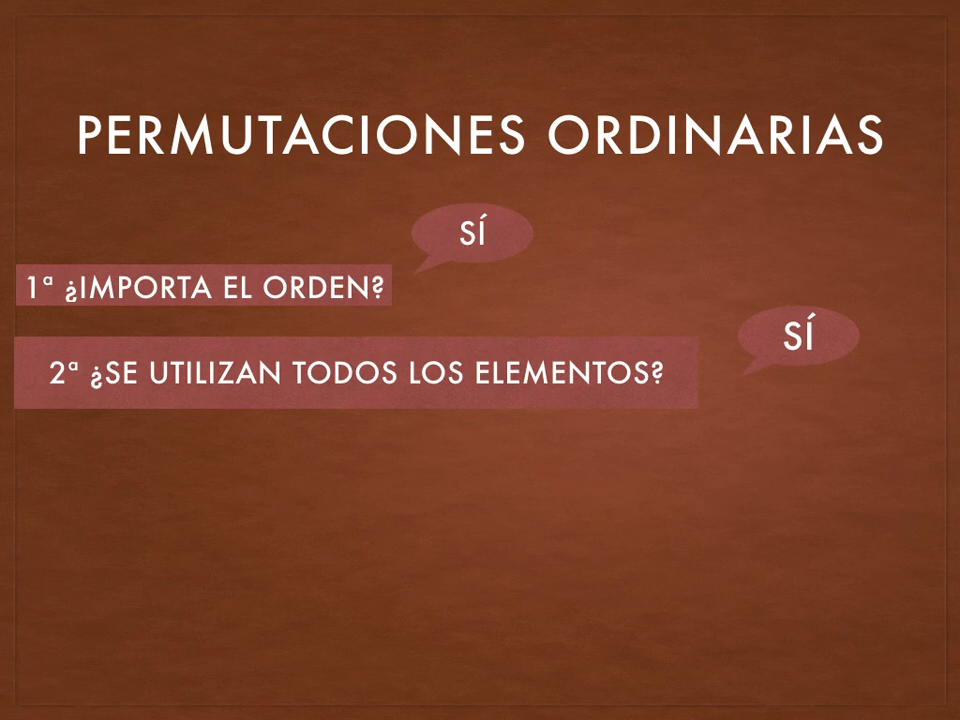 PERMUTACIONES ORDINARIAS
SÍ
1ª ¿IMPORTA EL ORDEN?
SÍ
2ª ¿SE UTILIZAN TODOS LOS ELEMENTOS?